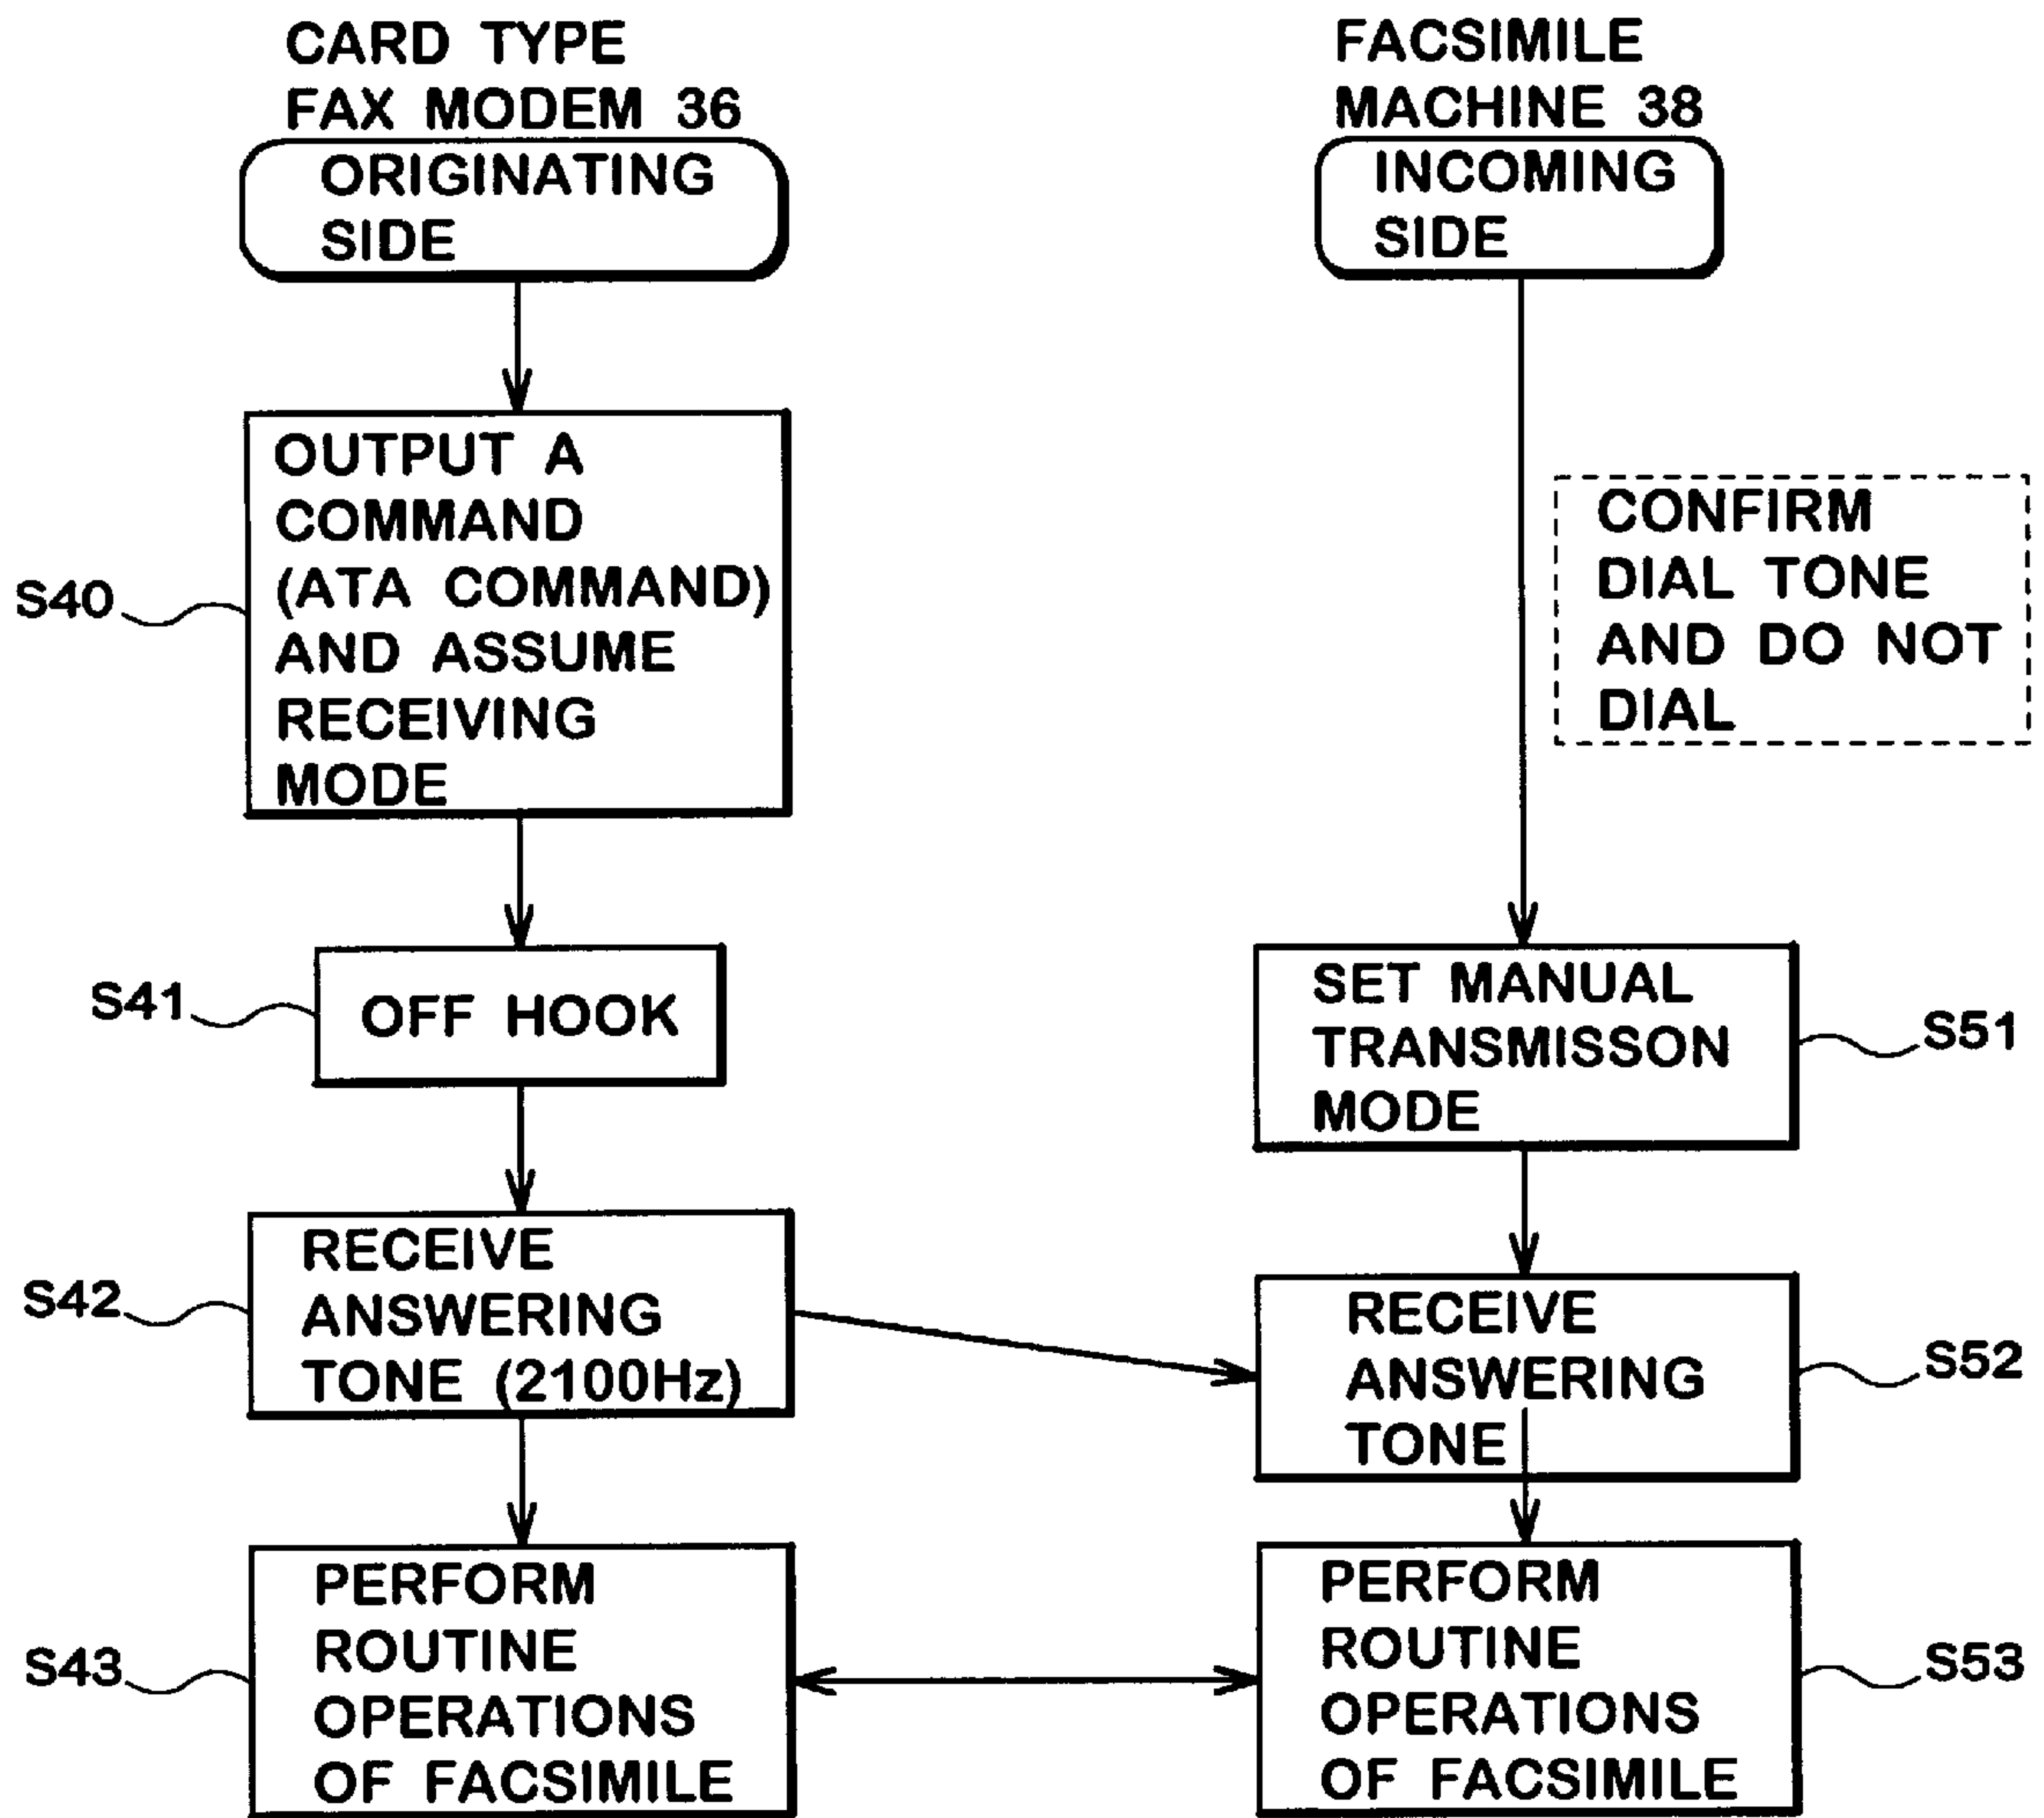 CARD TYPE
FAX MODEM 36
ORIGINATING
SIDE
OUTPUT A
COMMAND
(ATA COMMAND)
AND ASSUME
RECEIVING
MODE
S40
OFF HOOK
S41
RECEIVE
ANSWERING
TONE (2100Hz)
S42
PERFORM
ROUTINE
OPERATIONS
OF FACSIMILE
S43
FACSIMILE
MACHINE 38
INCOMING
SIDE
CONFIRM
DIAL TONE
AND DO NOT
DIAL
SET MANUAL
TRANSMISSON
MODE
S51
RECEIVE
ANSWERING
TONE
S52
PERFORM
ROUTINE
OPERATIONS
OF FACSIMILE
S53